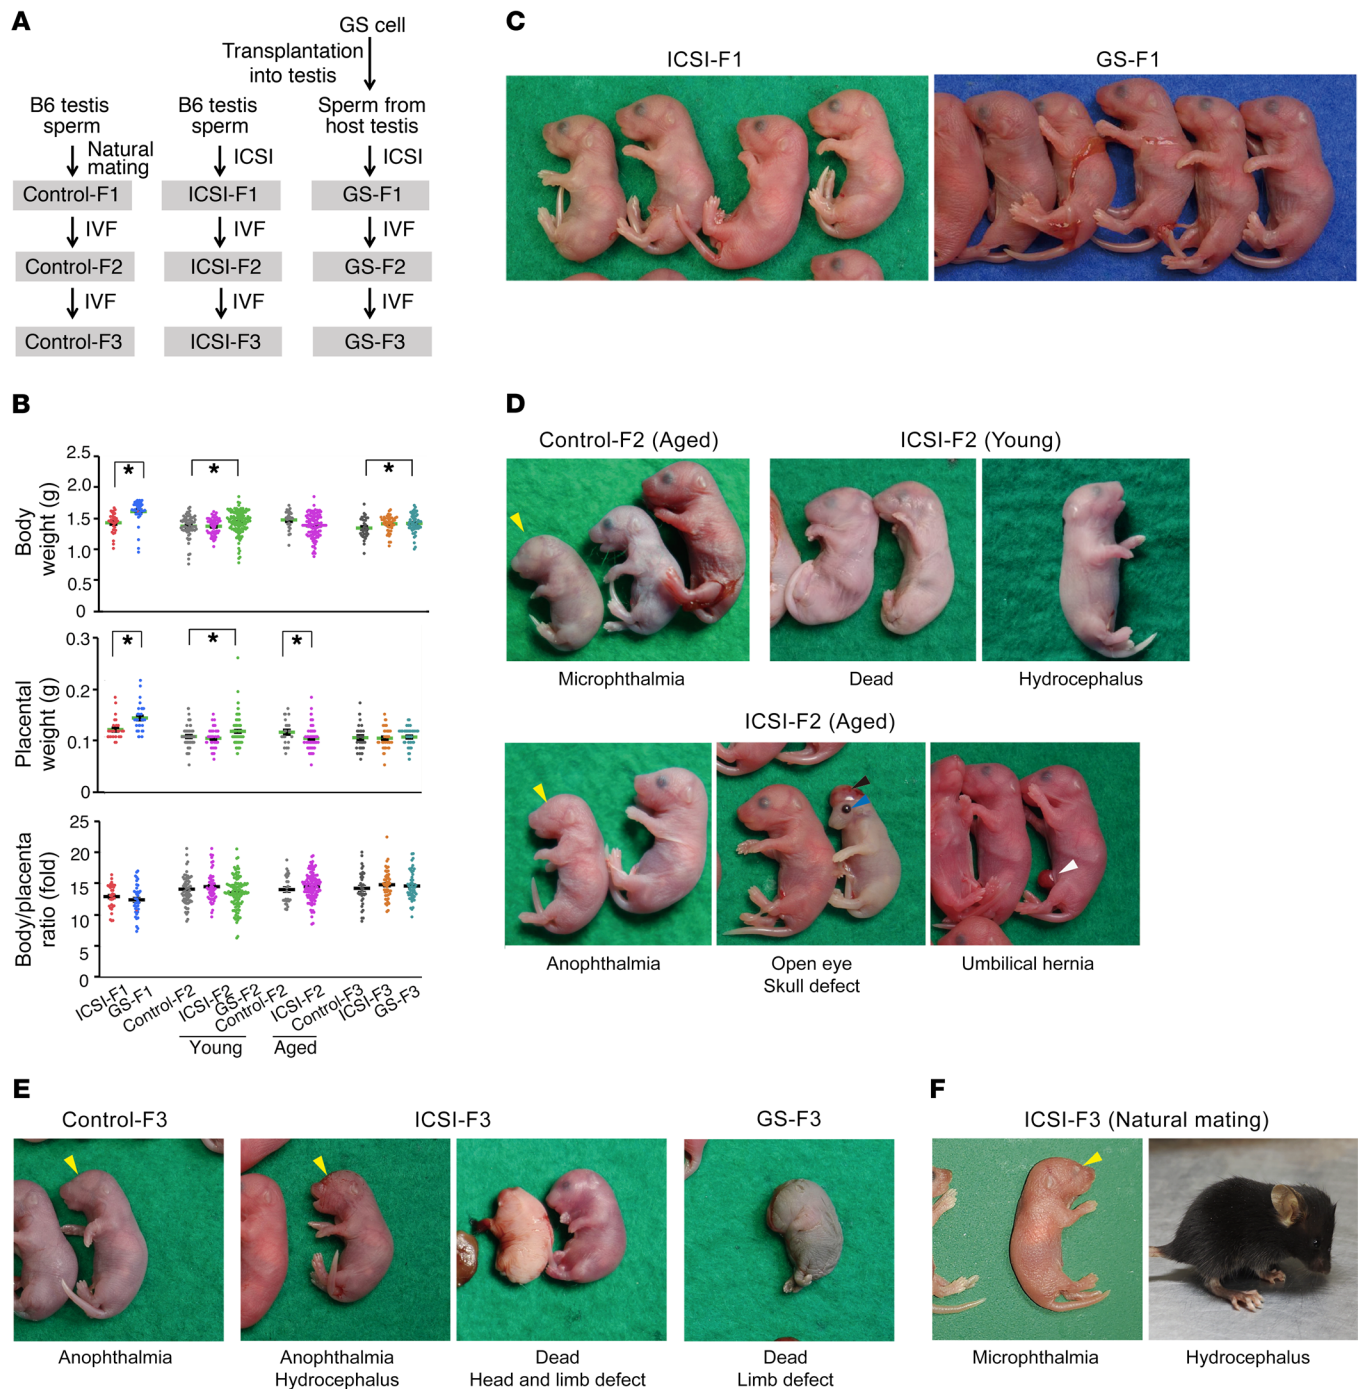 A
GS cell
Transplantation
into testis
B6 testis
sperm
B6 testis
sperm
Sperm from
host testis
Natural
mating
ICSI
ICSI
Control-F1
ICSI-F1
GS-F1
IVF
IVF
IVF
Control-F2
ICSI-F2
GS-F2
IVF
IVF
IVF
Control-F3
ICSI-F3
GS-F3
B
Body
weight (g)
2.5
2.0
1.5
1.0
0.5
0
*
*
*
Placental
weight (g)
0.3
0.2
0.1
0
*
*
*
Body/placenta
ratio (fold)
25
20
15
10
5
0
ICSI-F1
GS-F1
Control-F2
ICSI-F2
GS-F2
Control-F2
ICSI-F2
Control-F3
ICSI-F3
GS-F3
Young
Aged
C
ICSI-F1
GS-F1
D
Control-F2 (Aged)
ICSI-F2 (Young)
Microphthalmia
Dead
Hydrocephalus
ICSI-F2 (Aged)
Anophthalmia
Open eye
Skull defect
Umbilical hernia
E
Control-F3
ICSI-F3
GS-F3
Anophthalmia
Anophthalmia
Hydrocephalus
Dead
Head and limb defect
Dead
Limb defect
F
ICSI-F3 (Natural mating)
Microphthalmia
Hydrocephalus